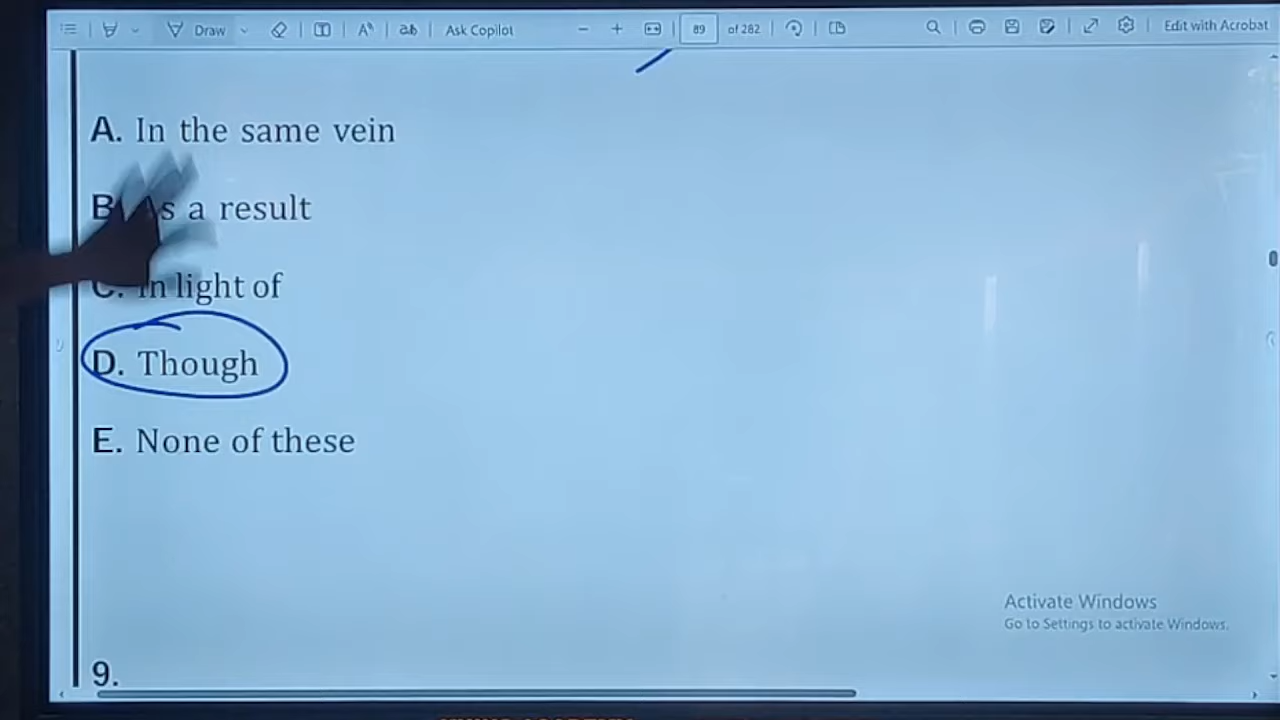 Draw Ask Copilot 89 of 282 Edit with Acrobat
A. In the same vein
B. As a result
C. In light of
D. Though
E. None of these
Activate Windows
Go to Settings to activate Windows.
9.